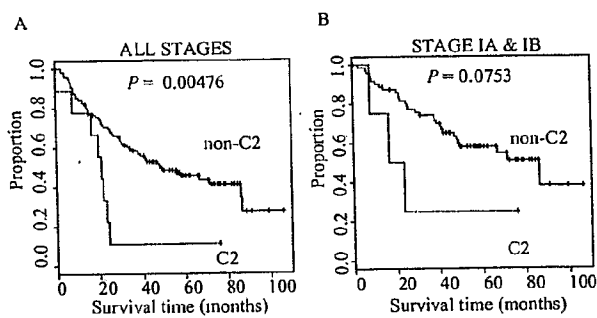 A
ALL STAGES
P = 0.00476
non-C2
C2
Proportion
0.0 0.2 0.4 0.6 0.8 1.0
0 20 40 60 80 100
Survival time (months)
B
STAGE IA & IB
P = 0.0753
non-C2
C2
Proportion
0.0 0.2 0.4 0.6 0.8 1.0
0 20 40 60 80 100
Survival time (months)